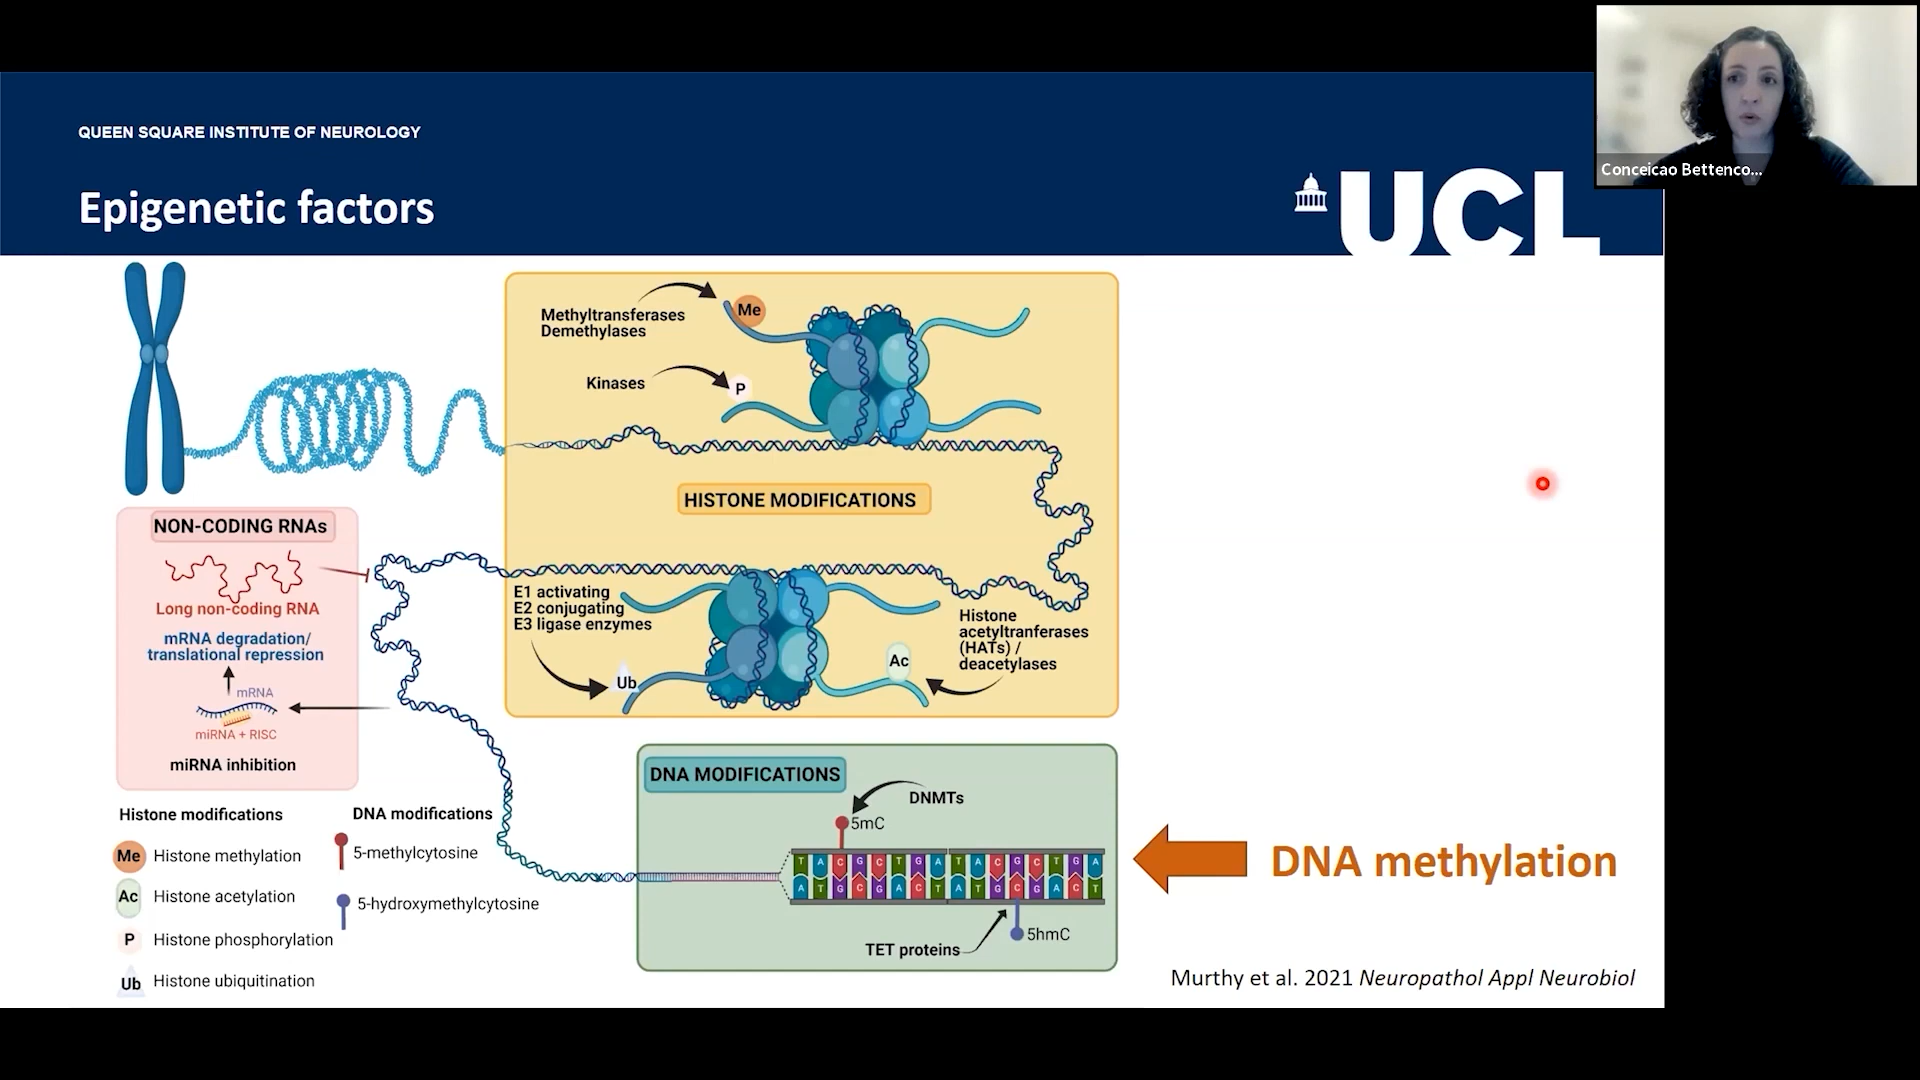 QUEEN SQUARE INSTITUTE OF NEUROLOGY
Epigenetic factors
UCL
Conceicao Bettenco...
Methyltransferases
Demethylases
Me
Kinases
P
HISTONE MODIFICATIONS
E1 activating
E2 conjugating
E3 ligase enzymes
Ub
Ac
Histone
acetyltranferases
(HATs) /
deacetylases
NON-CODING RNAs
Long non-coding RNA
mRNA degradation/
translational repression
mRNA
miRNA + RISC
miRNA inhibition
DNA MODIFICATIONS
DNMTs
5mC
T A C G C T G A T A C G C T G A
A T G C G A C T A T G C G A C T
TET proteins
5hmC
DNA methylation
Histone modifications
Me Histone methylation
Ac Histone acetylation
P Histone phosphorylation
Ub Histone ubiquitination
DNA modifications
5-methylcytosine
5-hydroxymethylcytosine
Murthy et al. 2021 Neuropathol Appl Neurobiol